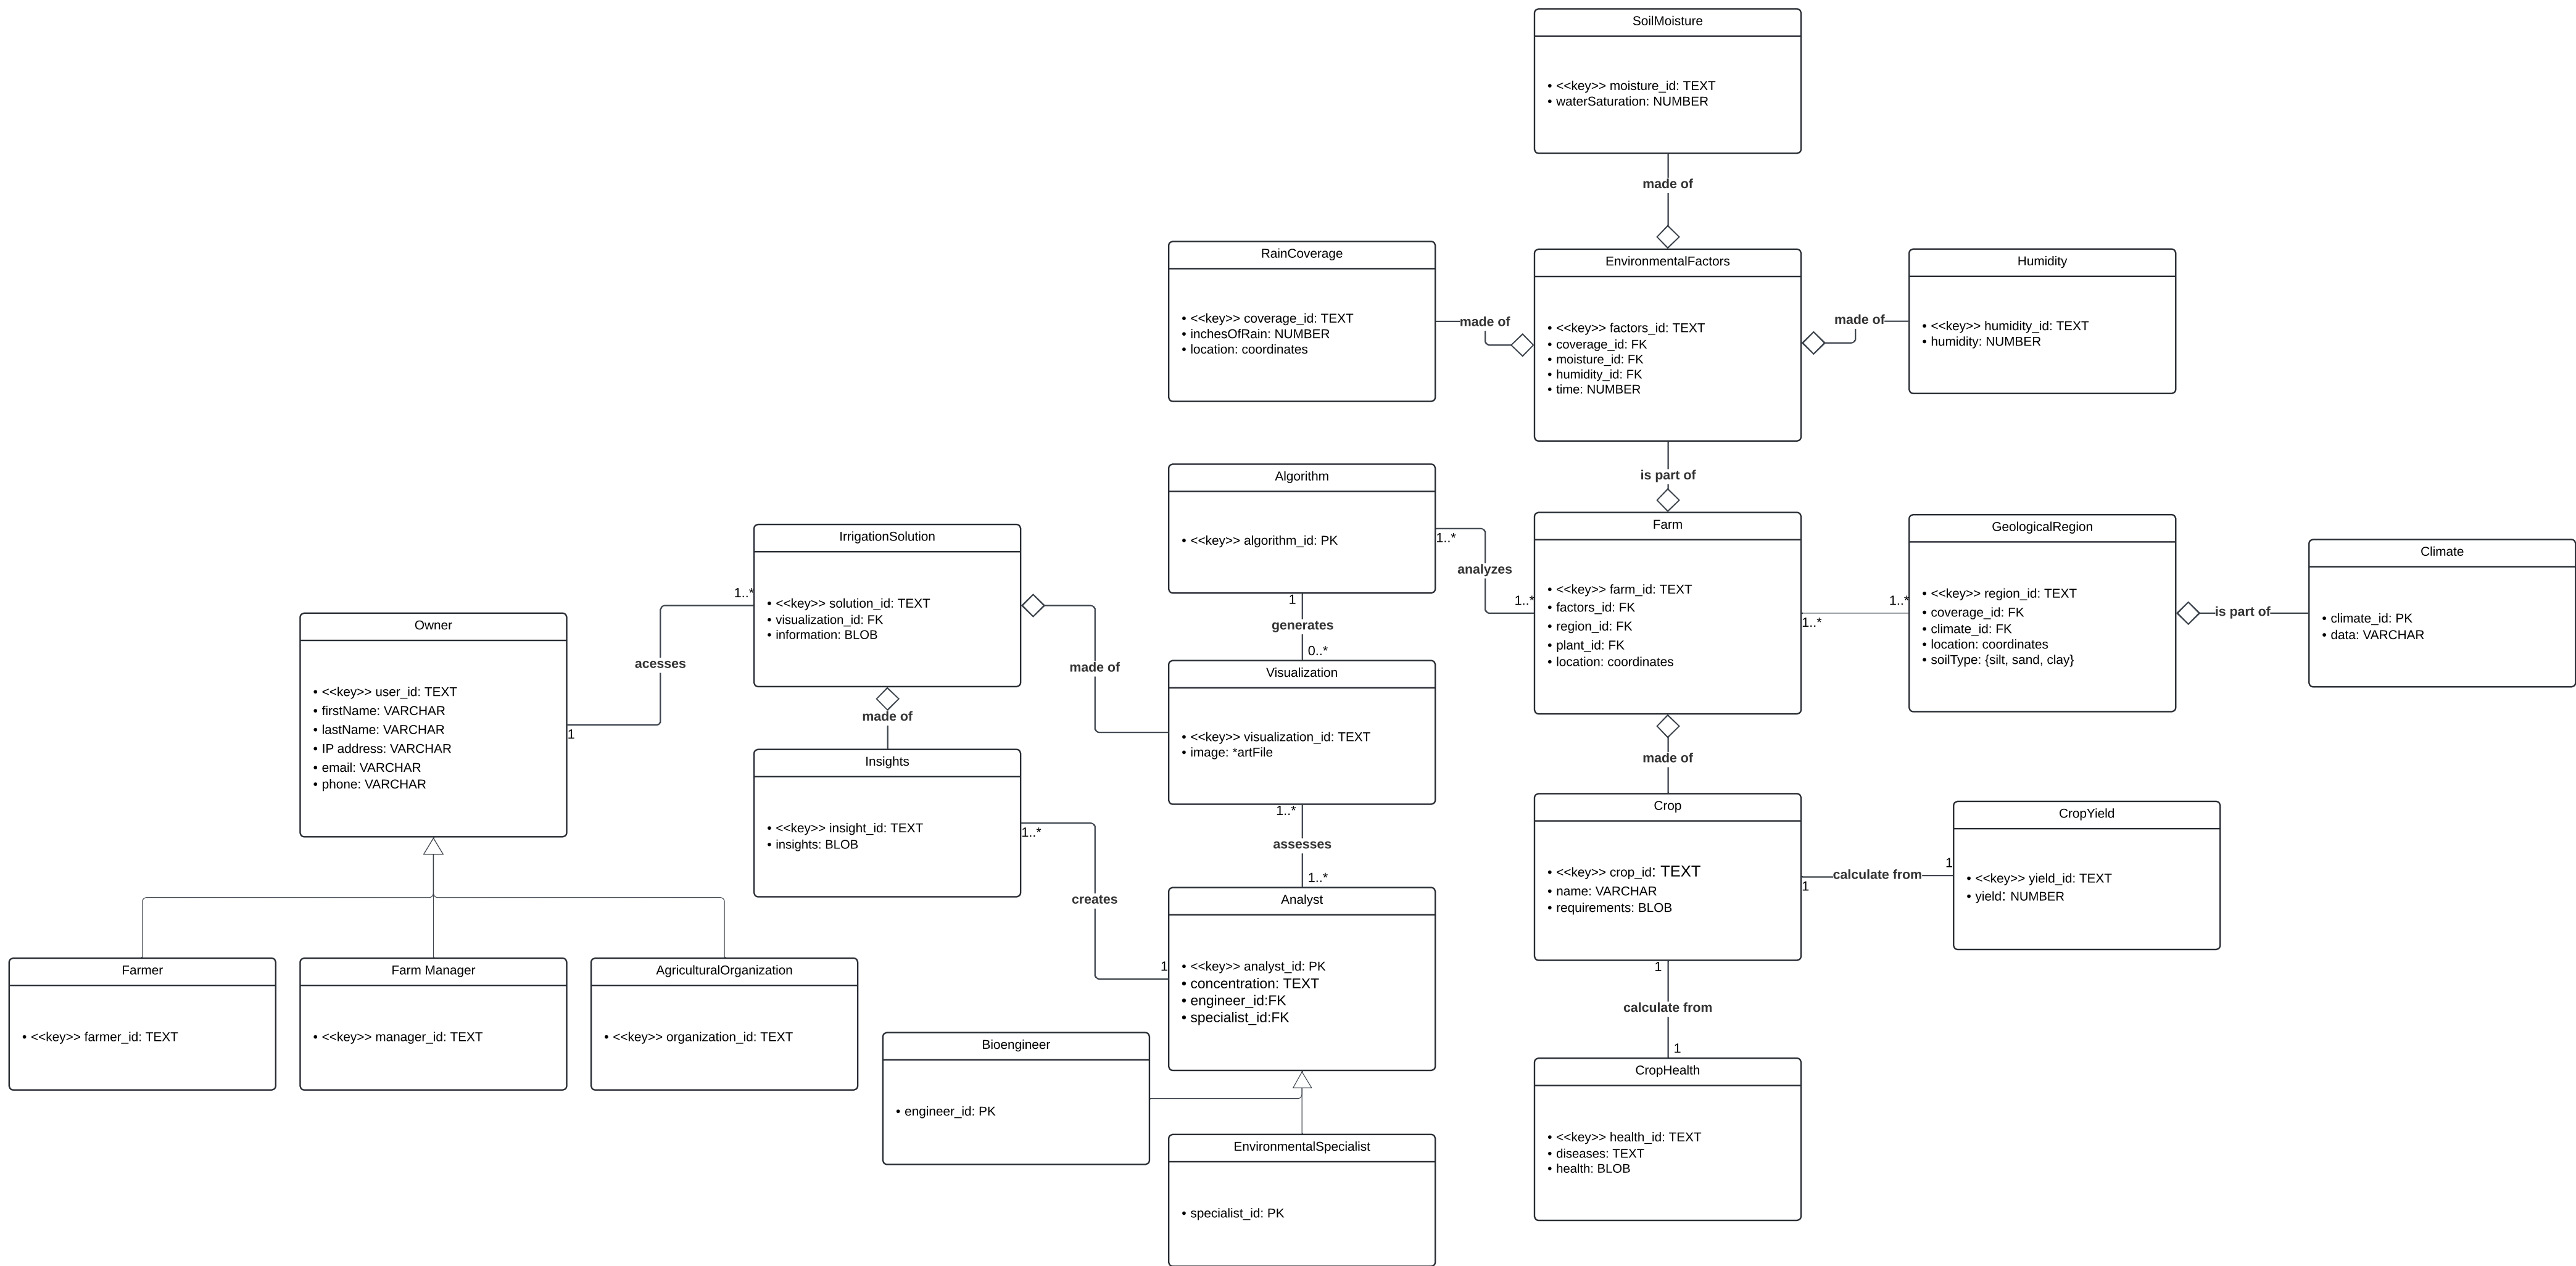 SoilMoisture
• <<key>> moisture_id: TEXT
• waterSaturation: NUMBER
made of
RainCoverage
• <<key>> coverage_id: TEXT
• inchesOfRain: NUMBER
• location: coordinates
made of
EnvironmentalFactors
• <<key>> factors_id: TEXT
• coverage_id: FK
• moisture_id: FK
• humidity_id: FK
• time: NUMBER
made of
Humidity
• <<key>> humidity_id: TEXT
• humidity: NUMBER
is part of
Algorithm
• <<key>> algorithm_id: PK
1..*
analyzes
1..*
Farm
• <<key>> farm_id: TEXT
• factors_id: FK
• region_id: FK
• plant_id: FK
• location: coordinates
1..*
1..*
GeologicalRegion
• <<key>> region_id: TEXT
• coverage_id: FK
• climate_id: FK
• location: coordinates
• soilType: {silt, sand, clay}
is part of
Climate
• climate_id: PK
• data: VARCHAR
IrrigationSolution
• <<key>> solution_id: TEXT
• visualization_id: FK
• information: BLOB
1..*
acesses
1
Owner
• <<key>> user_id: TEXT
• firstName: VARCHAR
• lastName: VARCHAR
• IP address: VARCHAR
• email: VARCHAR
• phone: VARCHAR
made of
made of
1
generates
0..*
Visualization
• <<key>> visualization_id: TEXT
• image: *artFile
Insights
• <<key>> insight_id: TEXT
• insights: BLOB
1..*
creates
1
1..*
assesses
1..*
Analyst
• <<key>> analyst_id: PK
• concentration: TEXT
• engineer_id:FK
• specialist_id:FK
made of
Crop
• <<key>> crop_id: TEXT
• name: VARCHAR
• requirements: BLOB
1
calculate from
1
CropYield
• <<key>> yield_id: TEXT
• yield: NUMBER
1
calculate from
1
Farmer
• <<key>> farmer_id: TEXT
Farm Manager
• <<key>> manager_id: TEXT
AgriculturalOrganization
• <<key>> organization_id: TEXT
Bioengineer
• engineer_id: PK
EnvironmentalSpecialist
• specialist_id: PK
CropHealth
• <<key>> health_id: TEXT
• diseases: TEXT
• health: BLOB